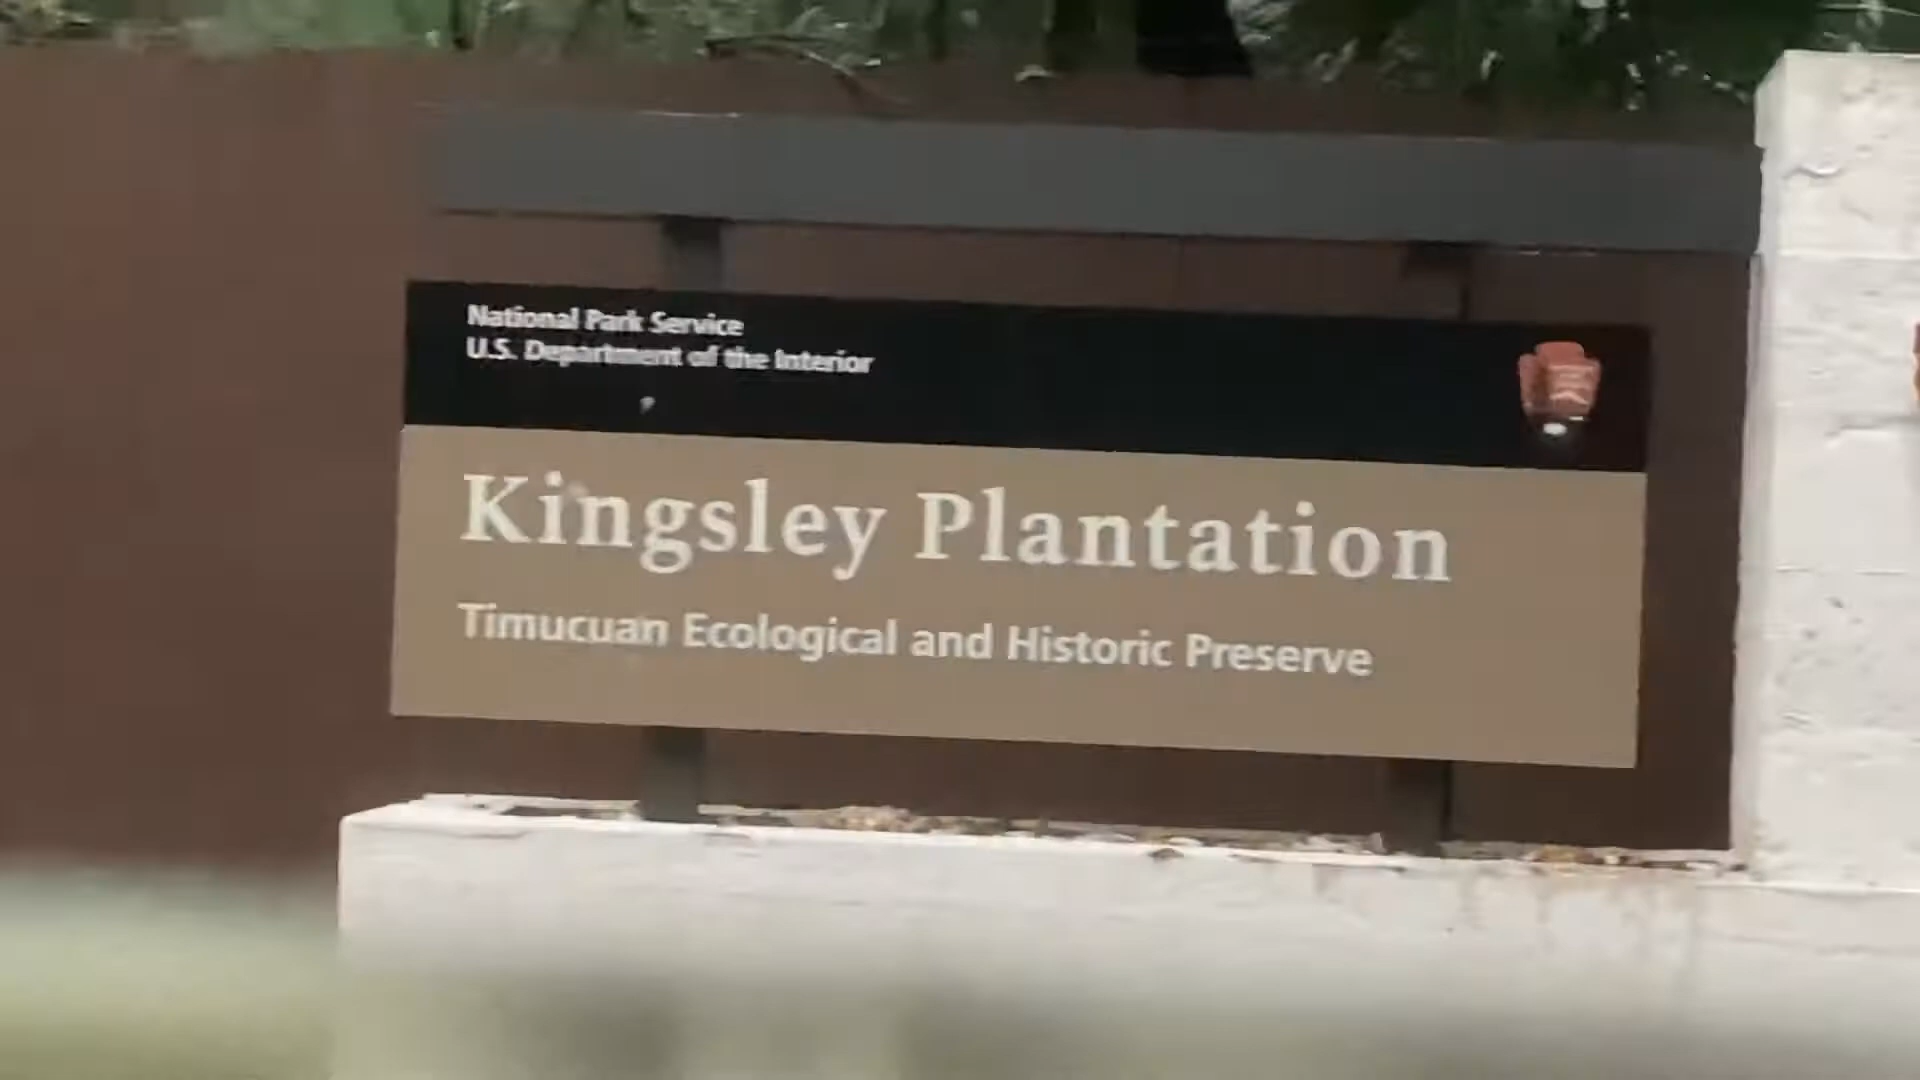 National Park Service
U.S. Department of the Interior
Kingsley Plantation
Timucuan Ecological and Historic Preserve